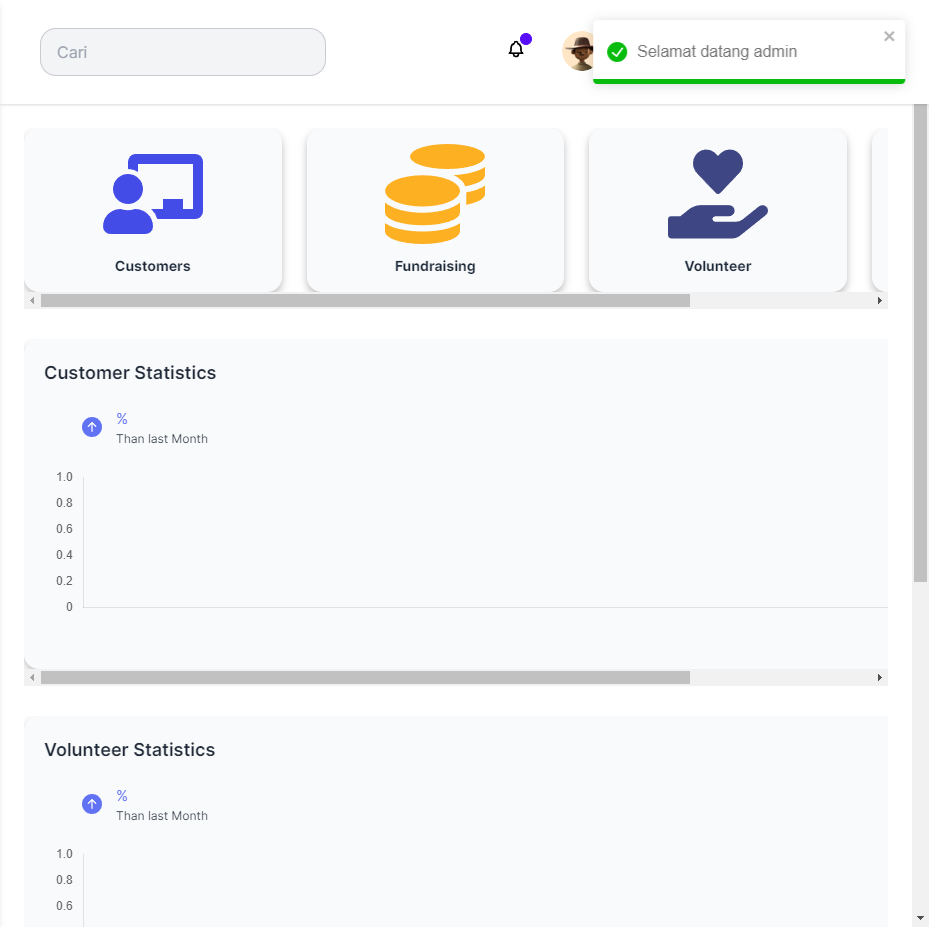 Cari
Selamat datang admin
Customers
Fundraising
Volunteer
Customer Statistics
%
Than last Month
1.0
0.8
0.6
0.4
0.2
0
Volunteer Statistics
%
Than last Month
1.0
0.8
0.6